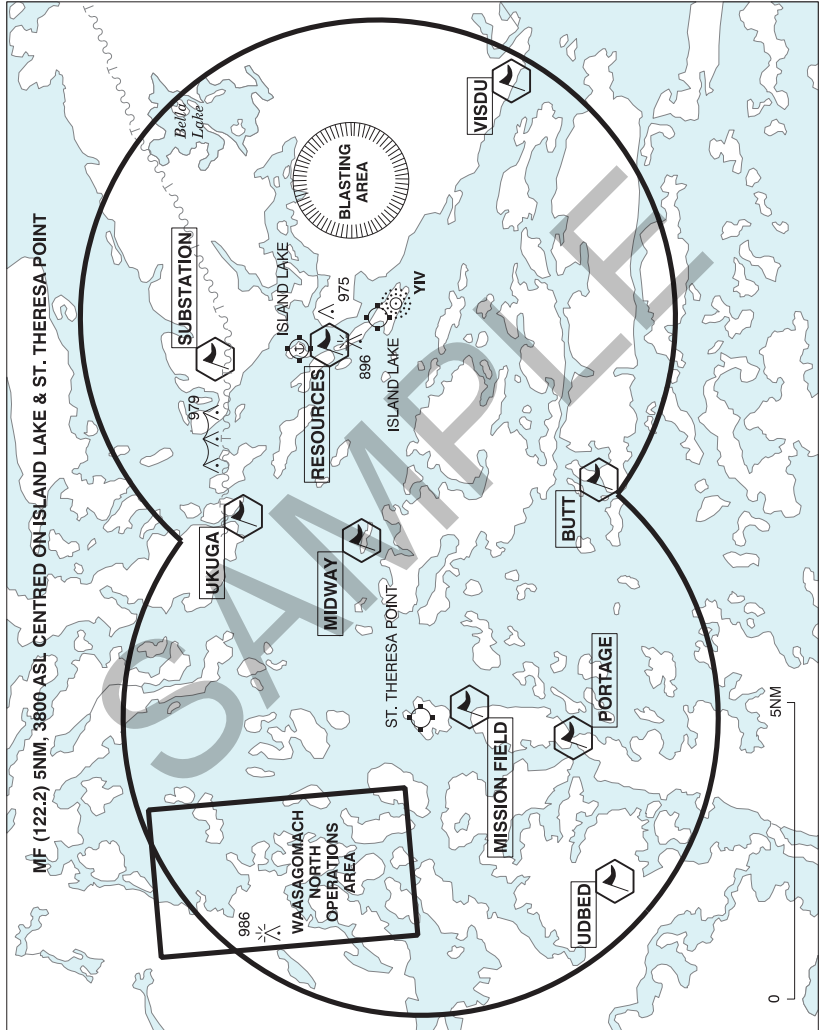 MF (122.2) 5NM, 3800 ASL CENTRED ON ISLAND LAKE & ST. THERESA POINT
Bella
Lake
VISDU
BLASTING
AREA
SUBSTATION
ISLAND LAKE
975
YIV
979
RESOURCES
896
ISLAND LAKE
UKUGA
BUTT
MIDWAY
ST. THERESA POINT
PORTAGE
MISSION FIELD
WAASAGOMACH
NORTH
OPERATIONS
AREA
986
UDBED
0
5NM
SAMPLE